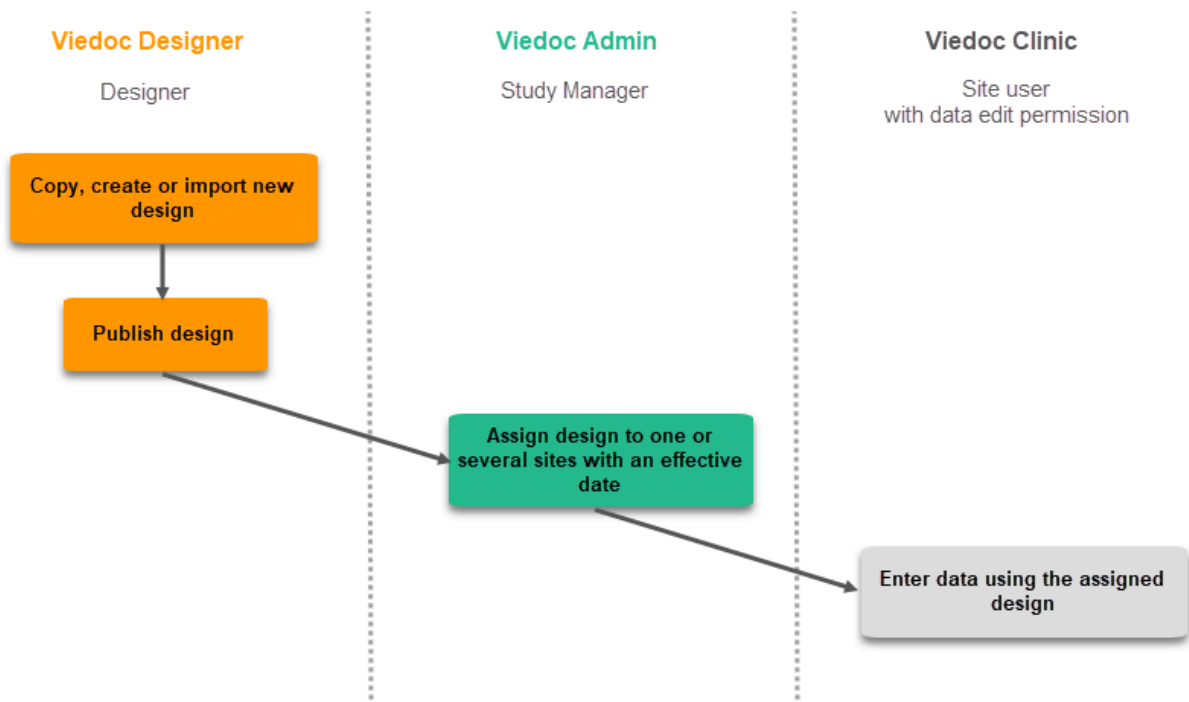 Viedoc Designer
Designer
Viedoc Admin
Study Manager
Viedoc Clinic
Site user
with data edit permission
Copy, create or import new
design
Publish design
Assign design to one or
several sites with an effective
date
Enter data using the assigned
design